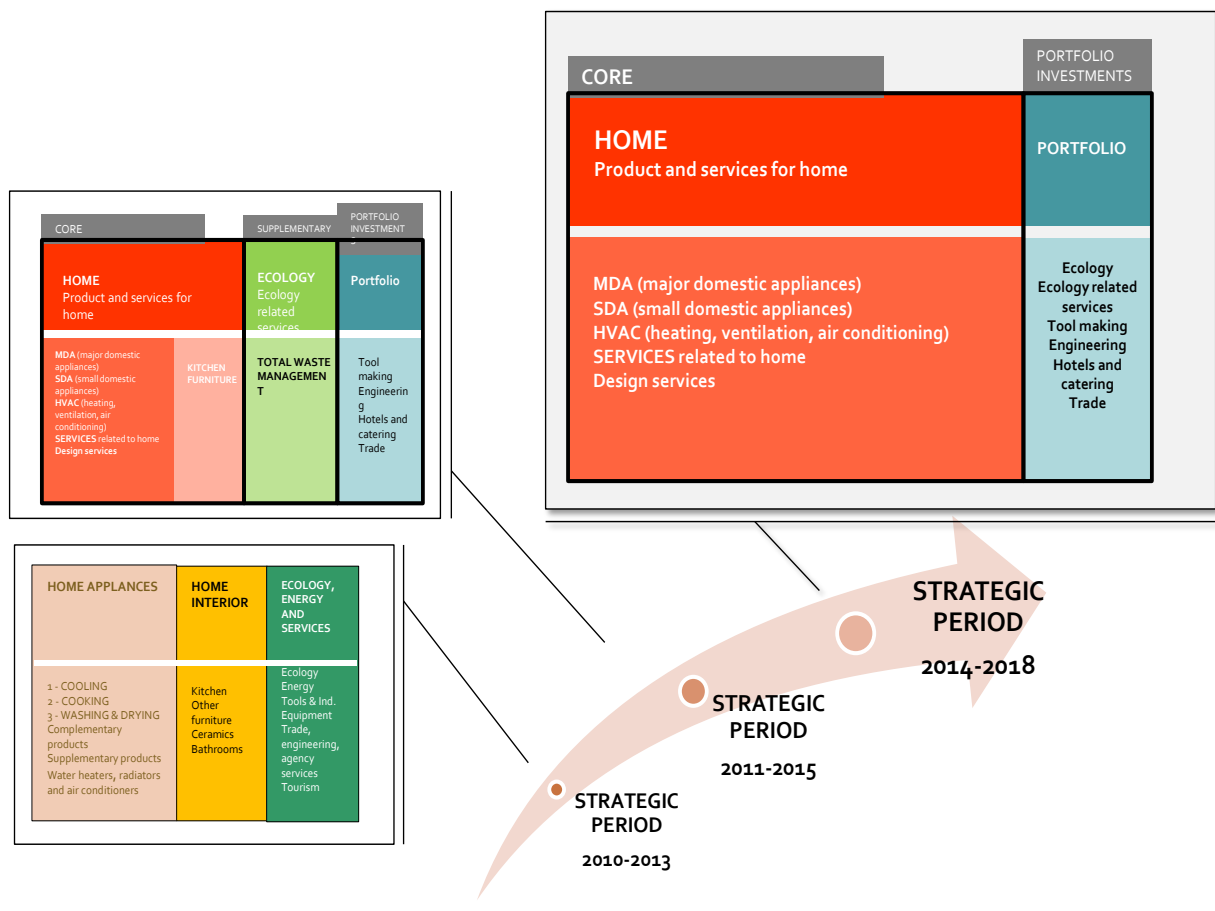 CORE
PORTFOLIO
INVESTMENTS
HOME
Product and services for home
PORTFOLIO
MDA (major domestic appliances)
SDA (small domestic appliances)
HVAC (heating, ventilation, air conditioning)
SERVICES related to home
Design services
Ecology
Ecology related
services
Tool making
Engineering
Hotels and
catering
Trade
CORE
SUPPLEMENTARY
PORTFOLIO
INVESTMENT
S
HOME
Product and services for
home
ECOLOGY
Ecology
related
services
Portfolio
MDA (major domestic
appliances)
SDA (small domestic
appliances)
HVAC (heating,
ventilation, air
conditioning)
SERVICES related to home
Design services
KITCHEN
FURNITURE
TOTAL WASTE
MANAGEMEN
T
Tool
making
Engineerin
g
Hotels and
catering
Trade
HOME APPLANCES
HOME
INTERIOR
ECOLOGY,
ENERGY
AND
SERVICES
1 - COOLING
2 - COOKING
3 - WASHING & DRYING
Complementary
products
Supplementary products
Water heaters, radiators
and air conditioners
Kitchen
Other
furniture
Ceramics
Bathrooms
Ecology
Energy
Tools & Ind.
Equipment
Trade,
engineering,
agency
services
Tourism
STRATEGIC
PERIOD
2014-2018
STRATEGIC
PERIOD
2011-2015
STRATEGIC
PERIOD
2010-2013